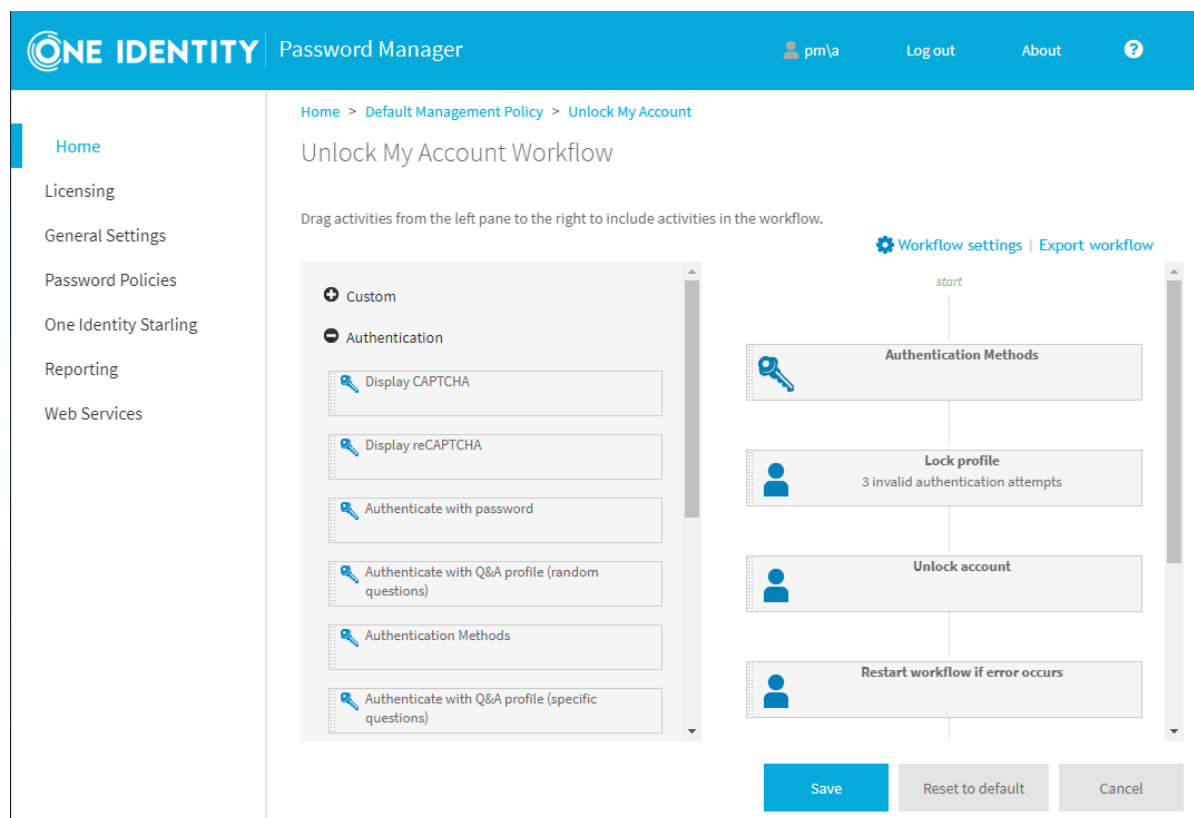 ONE IDENTITY Password Manager pm\a Log out About ?
Home > Default Management Policy > Unlock My Account
Home
Licensing
General Settings
Password Policies
One Identity Starling
Reporting
Web Services
Unlock My Account Workflow
Drag activities from the left pane to the right to include activities in the workflow.
Workflow settings | Export workflow
Custom
Authentication
Display CAPTCHA
Display reCAPTCHA
Authenticate with password
Authenticate with Q&A profile (random
questions)
Authentication Methods
Authenticate with Q&A profile (specific
questions)
start
Authentication Methods
Lock profile
3 invalid authentication attempts
Unlock account
Restart workflow if error occurs
Save Reset to default Cancel